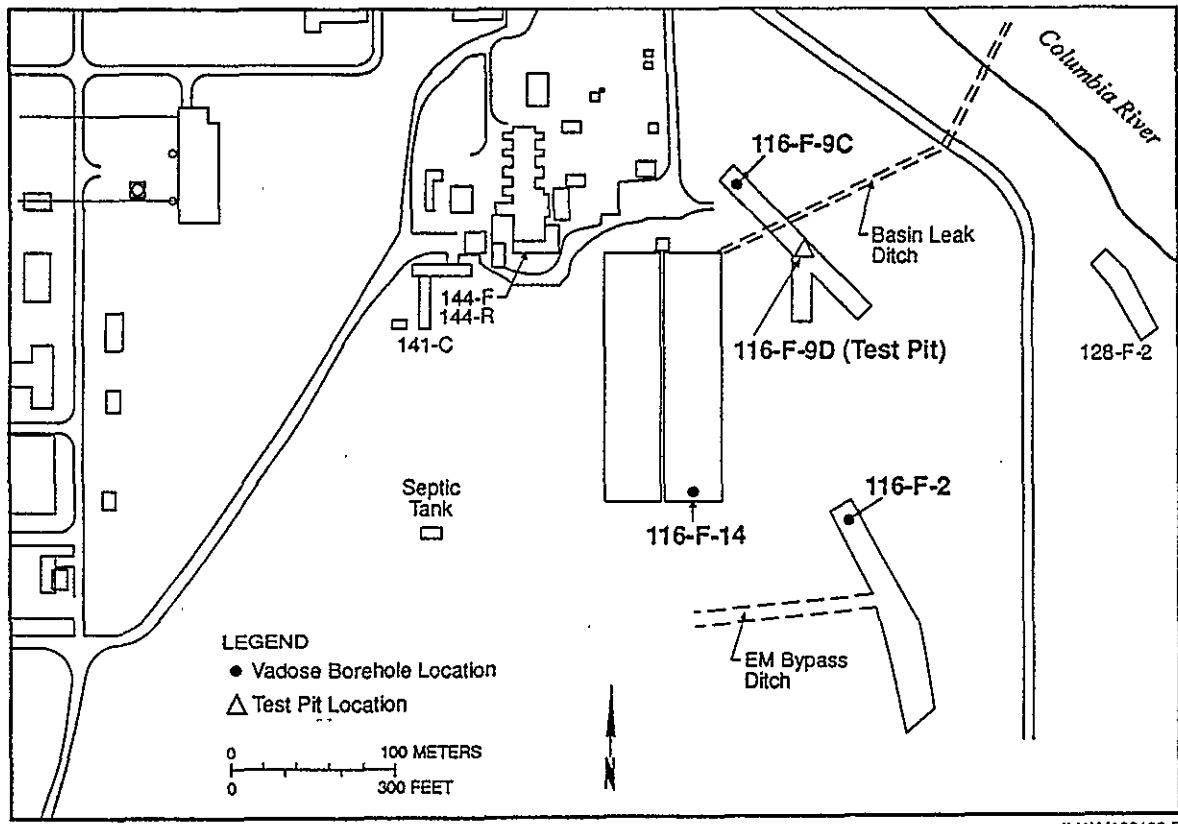 Columbia River
116-F-9C
Basin Leak
Ditch
144-F
144-R
141-C
116-F-9D (Test Pit)
128-F-2
Septic
Tank
116-F-2
116-F-14
LEGEND
● Vadose Borehole Location
△ Test Pit Location
EM Bypass
Ditch
0 100 METERS
0 300 FEET
N